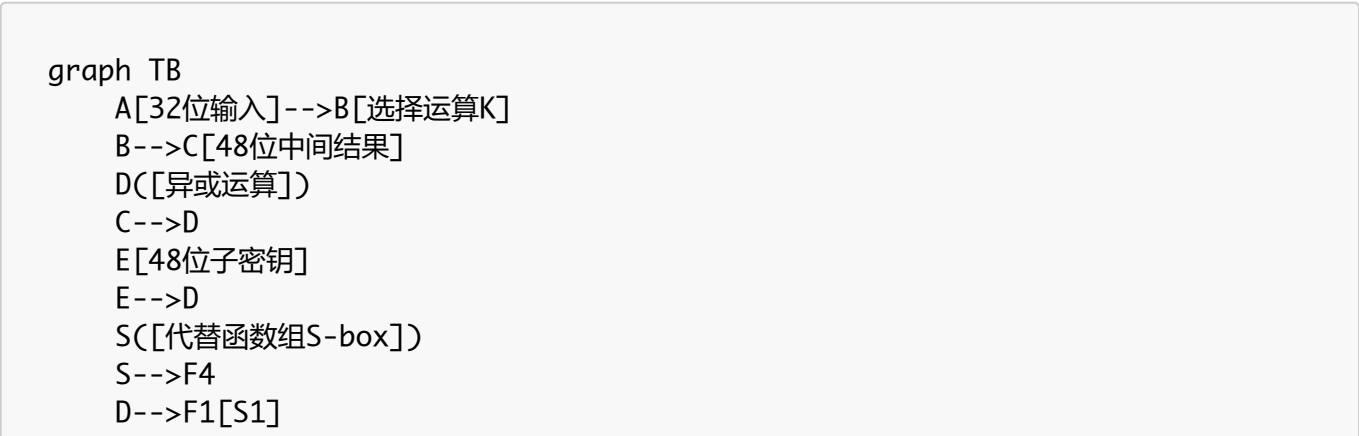 graph TB
    A[32位输入]-->B[选择运算K]
    B-->C[48位中间结果]
    D([异或运算])
    C-->D
    E[48位子密钥]
    E-->D
    S([代替函数组S-box])
    S-->F4
    D-->F1[S1]